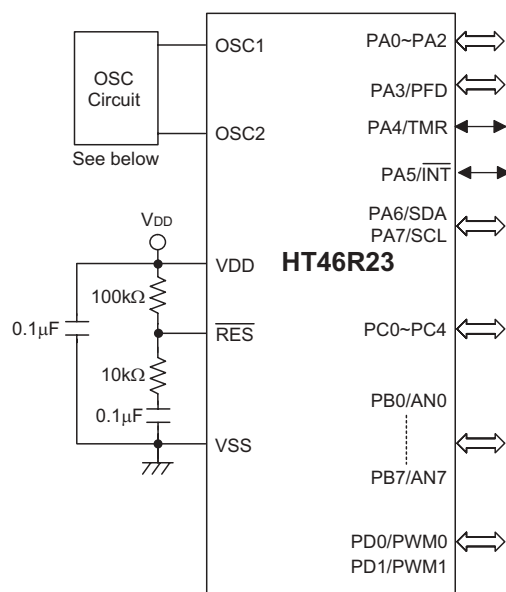 OSC
Circuit
See below
VDD
100kΩ
0.1μF
10kΩ
0.1μF
OSC1
OSC2
VDD
RES
VSS
HT46R23
PA0~PA2
PA3/PFD
PA4/TMR
PA5/INT
PA6/SDA
PA7/SCL
PC0~PC4
PB0/AN0
PB7/AN7
PD0/PWM0
PD1/PWM1